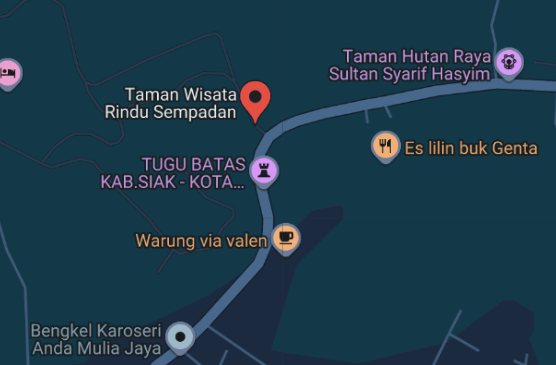 Taman Hutan Raya
Sultan Syarif Hasyim
Taman Wisata
Rindu Sempadan
Es lilin buk Genta
TUGU BATAS
KAB.SIAK - KOTA...
Warung via valen
Bengkel Karoseri
Anda Mulia Jaya